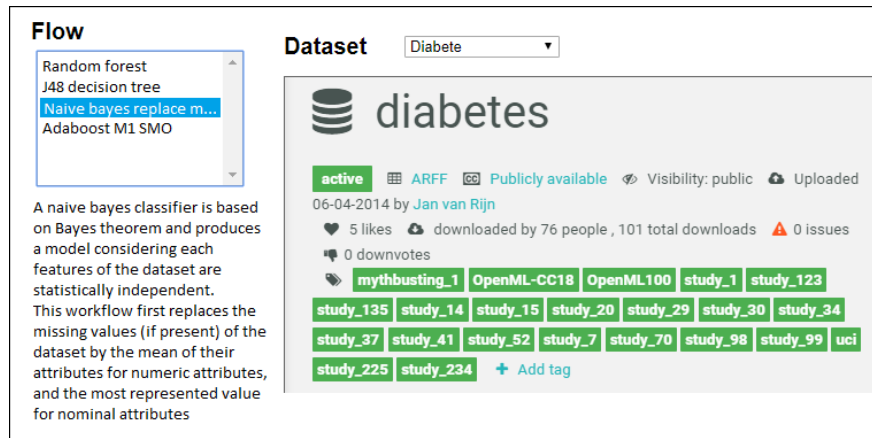 Flow
Random forest
J48 decision tree
Naive bayes replace m...
Adaboost M1 SMO
A naive bayes classifier is based
on Bayes theorem and produces
a model considering each
features of the dataset are
statistically independent.
This workflow first replaces the
missing values (if present) of the
dataset by the mean of their
attributes for numeric attributes,
and the most represented value
for nominal attributes
Dataset Diabete
diabetes
active ARFF CC Publicly available Visibility: public Uploaded
06-04-2014 by Jan van Rijn
5 likes downloaded by 76 people , 101 total downloads 0 issues
0 downvotes
mythbusting_1 OpenML-CC18 OpenML100 study_1 study_123
study_135 study_14 study_15 study_20 study_29 study_30 study_34
study_37 study_41 study_52 study_7 study_70 study_98 study_99 uci
study_225 study_234 + Add tag